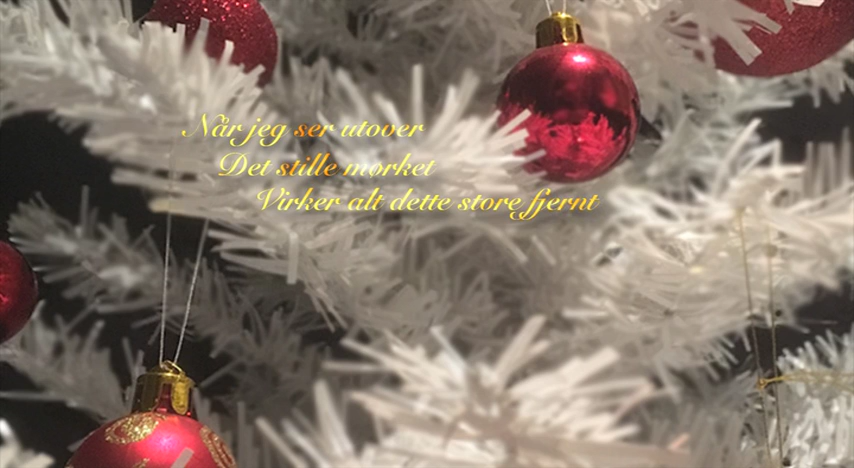 Når jeg ser utover
Det stille mørket
Virker alt dette store fjernt